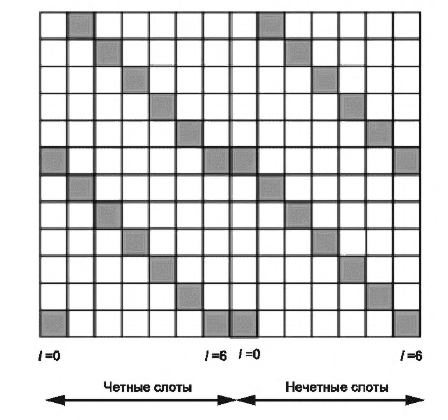 l =0 l =6 l =0 l =6
Четные слоты Нечетные слоты